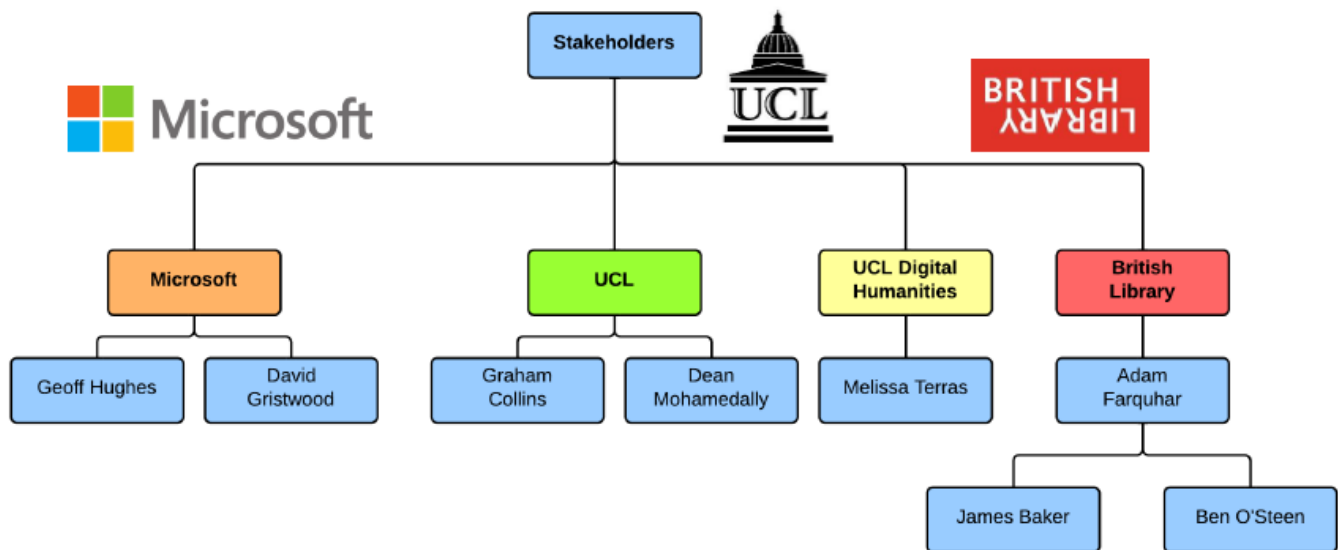 Stakeholders
Microsoft
UCL
BRITISH
LIBRARY
Microsoft
UCL
UCL Digital
Humanities
British
Library
Geoff Hughes
David
Gristwood
Graham
Collins
Dean
Mohamedally
Melissa Terras
Adam
Farquhar
James Baker
Ben O'Steen